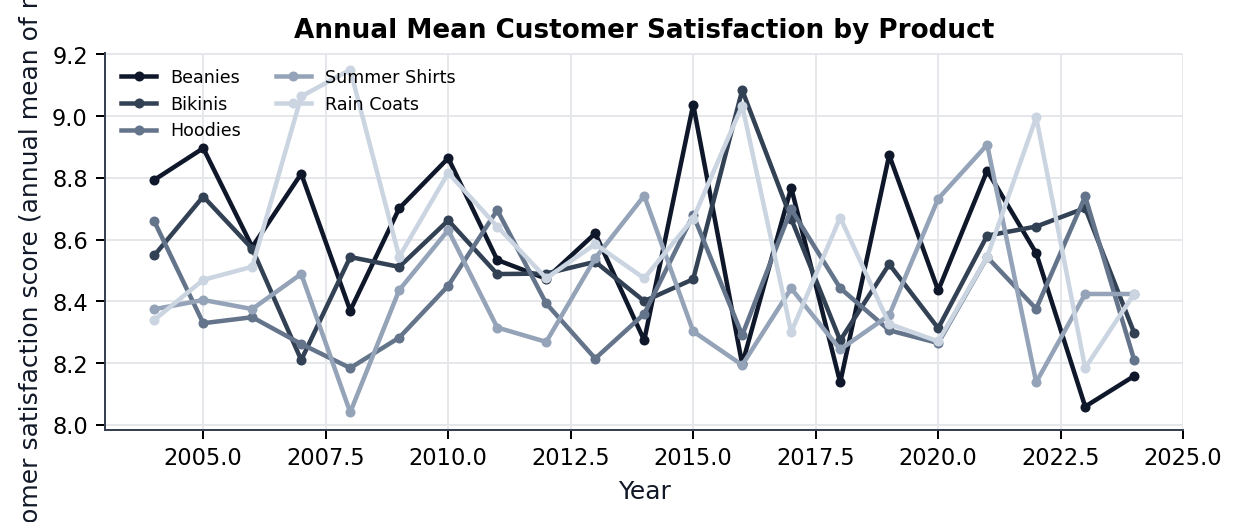 Annual Mean Customer Satisfaction by Product
satisfaction score (annual mean of
9.2
9.0
8.8
8.6
8.4
8.2
8.0
Beanies
Bikinis
Hoodies
Summer Shirts
Rain Coats
2005.0 2007.5 2010.0 2012.5 2015.0 2017.5 2020.0 2022.5 2025.0
Year